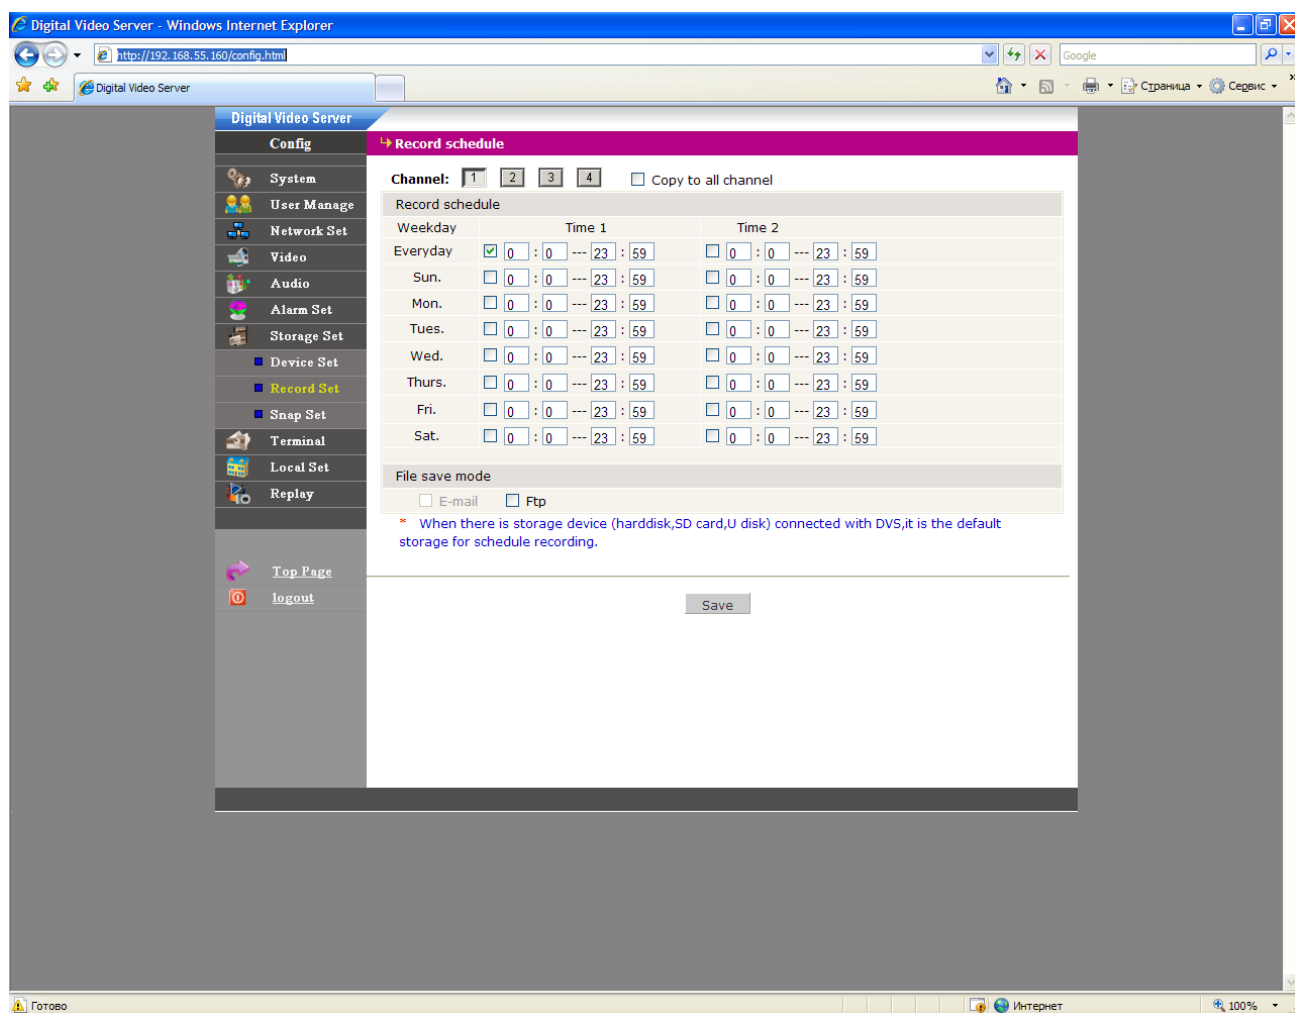 Digital Video Server - Windows Internet Explorer
http://192.168.55.160/config.html
Google
Digital Video Server
Страница
Сервис
Digital Video Server
Config
Record schedule
System
User Manage
Network Set
Video
Audio
Alarm Set
Storage Set
Device Set
Record Set
Snap Set
Terminal
Local Set
Replay
Top Page
logout
Channel: 1 2 3 4 Copy to all channel
Record schedule
Weekday Time 1 Time 2
Everyday 0 : 0 --- 23 : 59 0 : 0 --- 23 : 59
Sun. 0 : 0 --- 23 : 59 0 : 0 --- 23 : 59
Mon. 0 : 0 --- 23 : 59 0 : 0 --- 23 : 59
Tues. 0 : 0 --- 23 : 59 0 : 0 --- 23 : 59
Wed. 0 : 0 --- 23 : 59 0 : 0 --- 23 : 59
Thurs. 0 : 0 --- 23 : 59 0 : 0 --- 23 : 59
Fri. 0 : 0 --- 23 : 59 0 : 0 --- 23 : 59
Sat. 0 : 0 --- 23 : 59 0 : 0 --- 23 : 59
File save mode
E-mail Ftp
* When there is storage device (harddisk,SD card,U disk) connected with DVS,it is the default
storage for schedule recording.
Save
Готово Интернет 100%